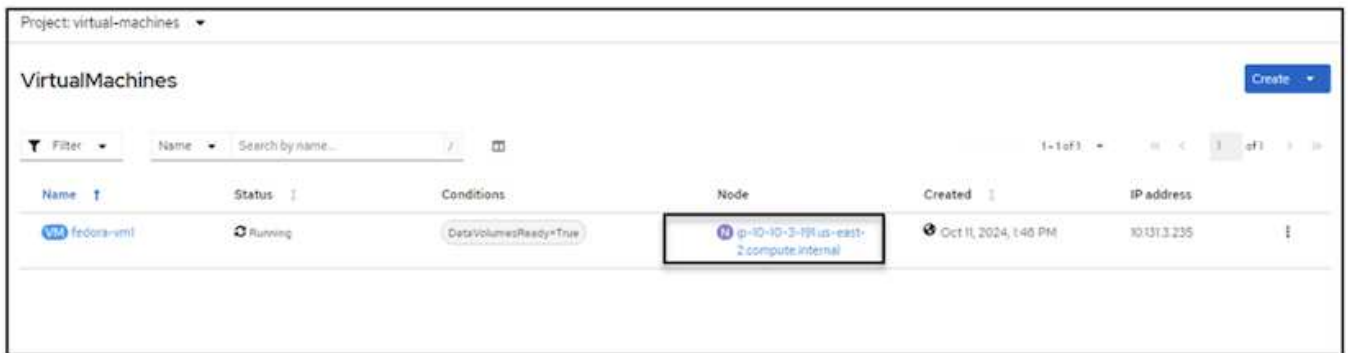 Project: virtual-machines
VirtualMachines
Create
Filter
Name
Search by name...
/
1-1 of 1
1
of 1
Name
Status
Conditions
Node
Created
IP address
VM fedora-vm1
Running
DataVolumesReady=True
N ip-10-10-3-191.us-east-
2.compute.internal
Oct 11, 2024, 1:46 PM
10.131.3.235